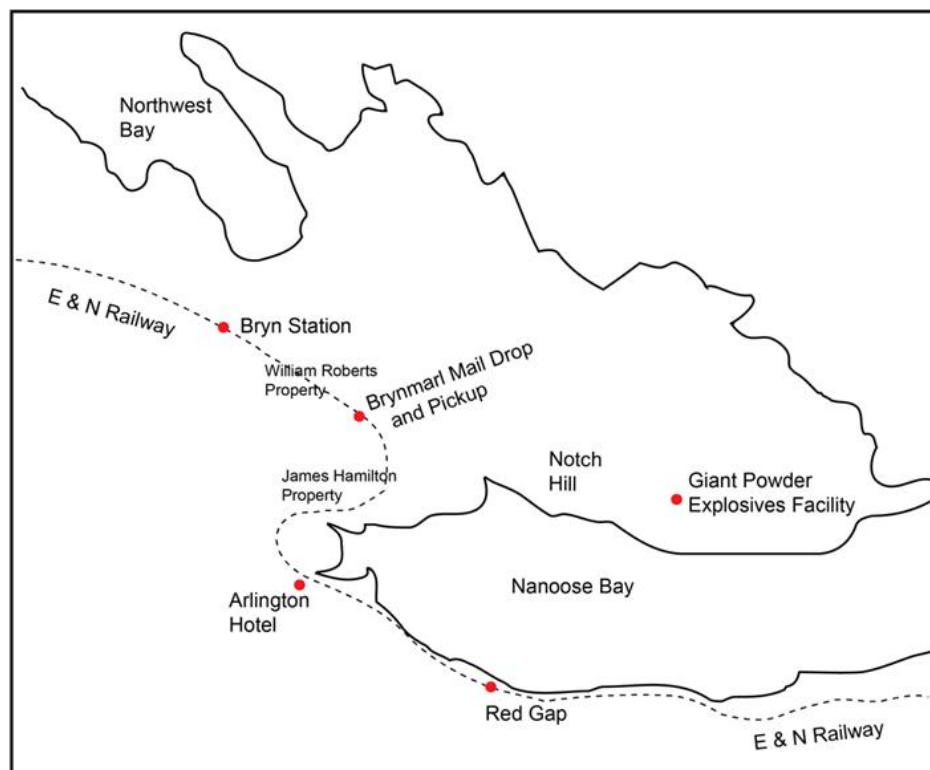 Northwest
Bay
E & N Railway
Bryn Station
William Roberts
Property
Brynmarl Mail Drop
and Pickup
James Hamilton
Property
Notch
Hill
Giant Powder
Explosives Facility
Nanoose Bay
Arlington
Hotel
Red Gap
E & N Railway